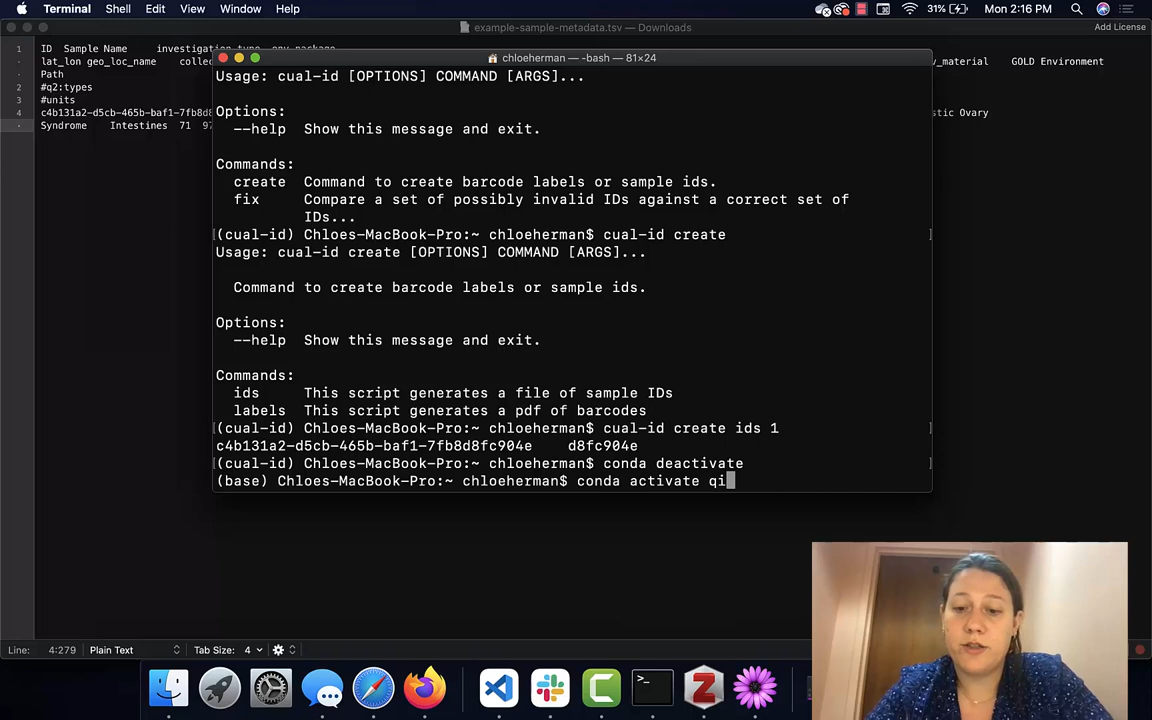 Terminal Shell Edit View Window Help 31% Mon 2:16 PM
example-sample-metadata.tsv — Downloads
Add License
1 ID Sample Name investigation type env package
lat_lon geo_loc_name collec
v_material GOLD Environment
Path
2 #q2:types
3 #units
4 c4b131a2-d5cb-465b-baf1-7fb8d8
stic Ovary
Syndrome Intestines 71 97
chloeherman — -bash — 81×24
Usage: cual-id [OPTIONS] COMMAND [ARGS]...
Options:
--help Show this message and exit.
Commands:
create Command to create barcode labels or sample ids.
fix Compare a set of possibly invalid IDs against a correct set of
IDs...
[(cual-id) Chloes-MacBook-Pro:~ chloeherman$ cual-id create ]
Usage: cual-id create [OPTIONS] COMMAND [ARGS]...
Command to create barcode labels or sample ids.
Options:
--help Show this message and exit.
Commands:
ids This script generates a file of sample IDs
labels This script generates a pdf of barcodes
[(cual-id) Chloes-MacBook-Pro:~ chloeherman$ cual-id create ids 1 ]
c4b131a2-d5cb-465b-baf1-7fb8d8fc904e d8fc904e
[(cual-id) Chloes-MacBook-Pro:~ chloeherman$ conda deactivate ]
(base) Chloes-MacBook-Pro:~ chloeherman$ conda activate qi
Line: 4:279 Plain Text Tab Size: 4